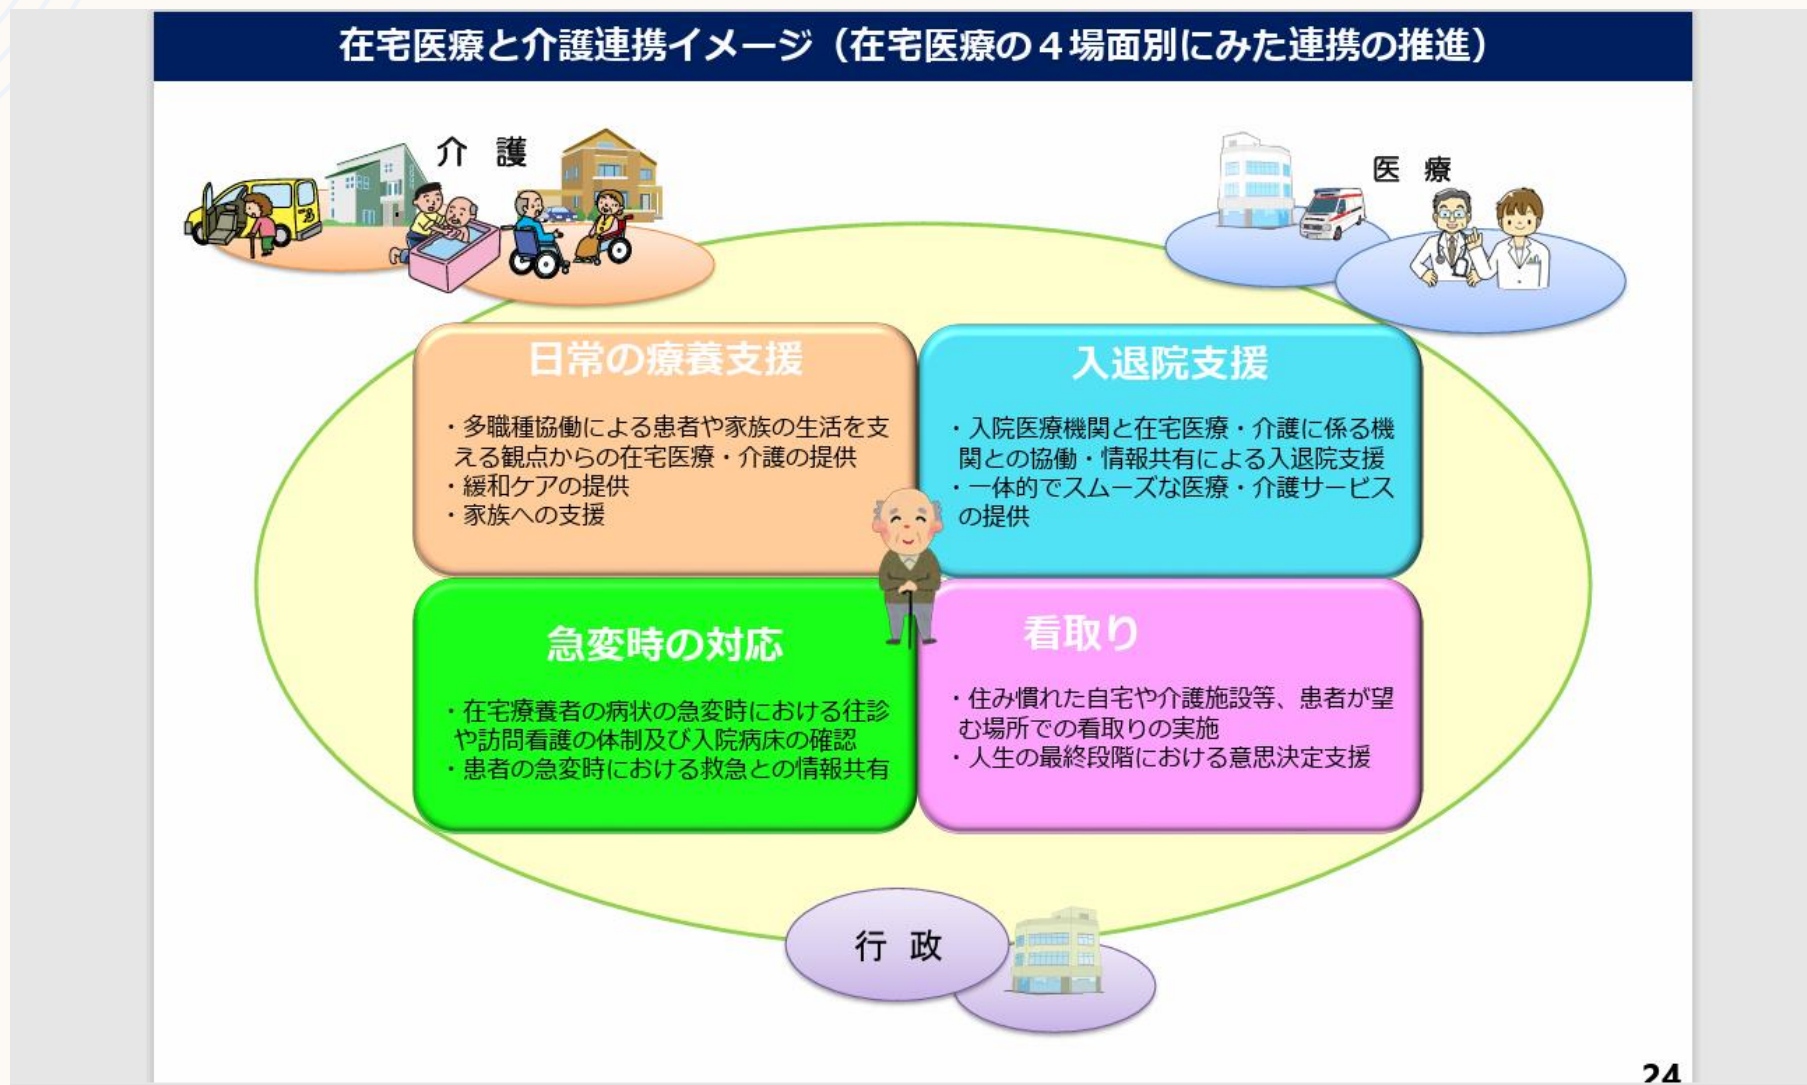 在宅医療と介護連携イメージ（在宅医療の４場面別にみた連携の推進）
介 護
医 療
日常の療養支援
・多職種協働による患者や家族の生活を支
える観点からの在宅医療・介護の提供
・緩和ケアの提供
・家族への支援
入退院支援
・入院医療機関と在宅医療・介護に係る機
関との協働・情報共有による入退院支援
・一体的でスムーズな医療・介護サービス
の提供
急変時の対応
・在宅療養者の病状の急変時における往診
や訪問看護の体制及び入院病床の確認
・患者の急変時における救急との情報共有
看取り
・住み慣れた自宅や介護施設等、患者が望
む場所での看取りの実施
・人生の最終段階における意思決定支援
行 政
24